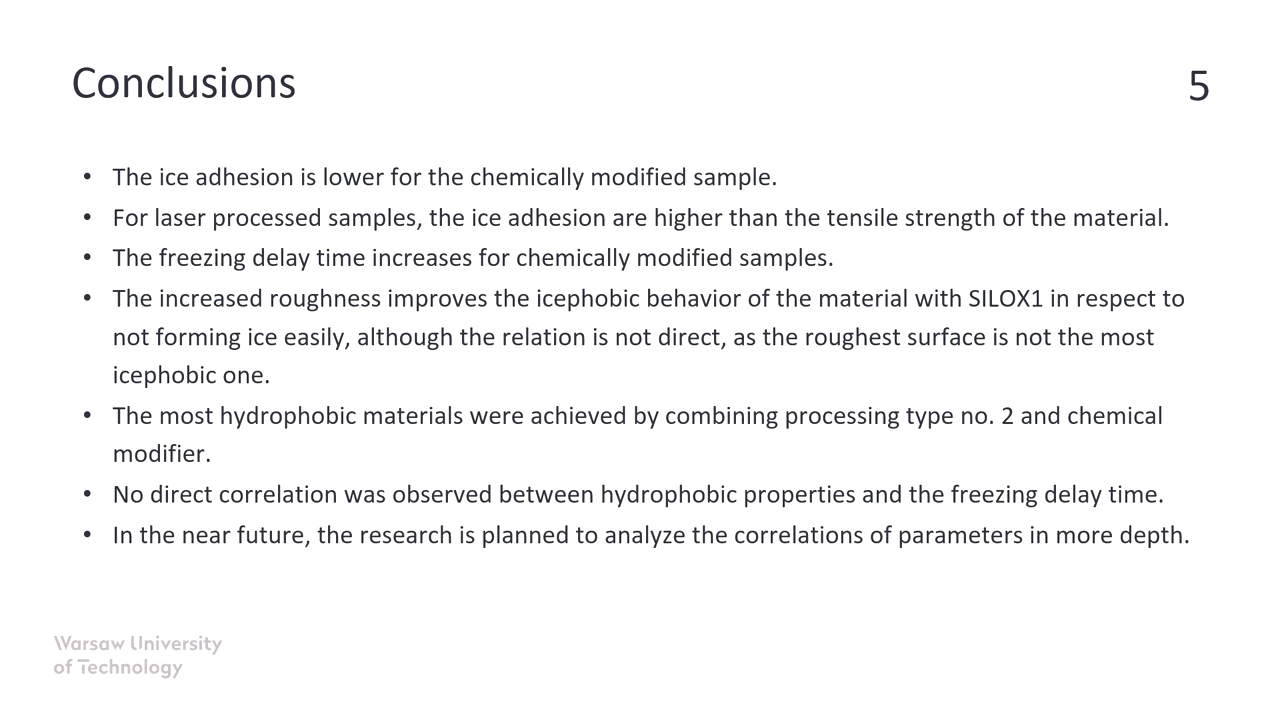 Conclusions
5
• The ice adhesion is lower for the chemically modified sample.
• For laser processed samples, the ice adhesion are higher than the tensile strength of the material.
• The freezing delay time increases for chemically modified samples.
• The increased roughness improves the icephobic behavior of the material with SILOX1 in respect to
not forming ice easily, although the relation is not direct, as the roughest surface is not the most
icephobic one.
• The most hydrophobic materials were achieved by combining processing type no. 2 and chemical
modifier.
• No direct correlation was observed between hydrophobic properties and the freezing delay time.
• In the near future, the research is planned to analyze the correlations of parameters in more depth.
Warsaw University
of Technology